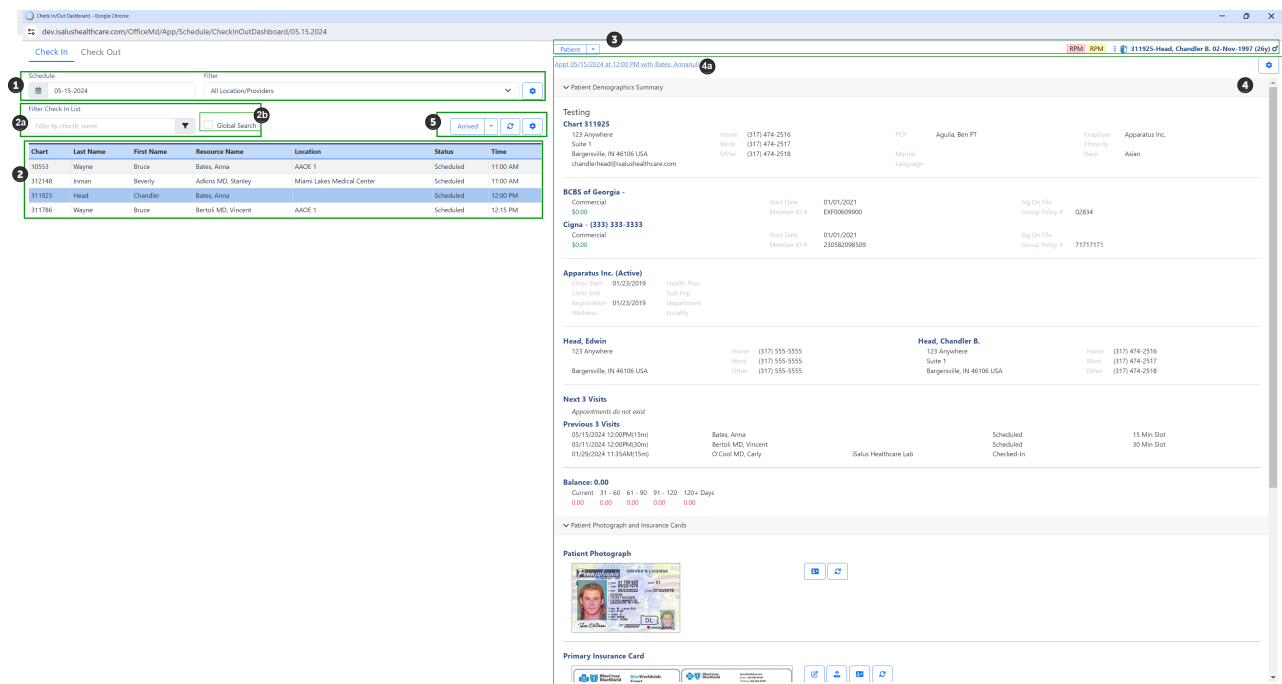 Check In/Out Dashboard - Google Chrome
dev.isalushealthcare.com/OfficeMd/App/Schedule/CheckInOutDashboard/05.15.2024
Check In Check Out
1
Schedule Filter
05-15-2024 All Location/Providers
Filter Check In List
2a Filter by chart#, name 2b Global Search 5 Arrived
2
Chart Last Name First Name Resource Name Location Status Time
10553 Wayne Bruce Bates, Anna AAOE 1 Scheduled 11:00 AM
312148 Inman Beverly Adkins MD, Stanley Miami Lakes Medical Center Scheduled 11:00 AM
311925 Head Chandler Bates, Anna Scheduled 12:00 PM
311786 Wayne Bruce Bertoli MD, Vincent AAOE 1 Scheduled 12:15 PM
3
Patient RPM RPM 311925-Head, Chandler B. 02-Nov-1997 (26y)
Appt 05/15/2024 at 12:00 PM with Bates, Annanull 4a
4
Patient Demographics Summary
Testing
Chart 311925
123 Anywhere Home (317) 474-2516 PCP Aguila, Ben PT Employer Apparatus Inc.
Suite 1 Work (317) 474-2517 Ethnicity
Bargersville, IN 46106 USA Other (317) 474-2518 Marital Race Asian
chandlerhead@isalushealthcare.com Language
BCBS of Georgia -
Commercial Start Date 01/01/2021 Sig On File
$0.00 Member ID # EXF00609900 Group Policy # 02834
Cigna - (333) 333-3333
Commercial Start Date 01/01/2021 Sig On File
$0.00 Member ID # 230582098509 Group Policy # 71717171
Apparatus Inc. (Active)
Clinic Start 01/23/2019 Health Plan
Clinic End Sub Pop.
Registration 01/23/2019 Department
Wellness Locality
Head, Edwin Head, Chandler B.
123 Anywhere Home (317) 555-5555 123 Anywhere Home (317) 474-2516
Work (317) 555-5555 Suite 1 Work (317) 474-2517
Bargersville, IN 46106 USA Other (317) 555-5555 Bargersville, IN 46106 USA Other (317) 474-2518
Next 3 Visits
Appointments do not exist
Previous 3 Visits
05/15/2024 12:00PM(15m) Bates, Anna Scheduled 15 Min Slot
03/11/2024 12:00PM(30m) Bertoli MD, Vincent Scheduled 30 Min Slot
01/29/2024 11:35AM(15m) O'Cool MD, Carly iSalus Healthcare Lab Checked-In
Balance: 0.00
Current 31 - 60 61 - 90 91 - 120 120+ Days
0.00 0.00 0.00 0.00 0.00
Patient Photograph and Insurance Cards
Patient Photograph
DRIVER'S LICENSE
DL
Primary Insurance Card
BlueCross
BlueShield
BlueWorldwide
BlueCross
BlueShield